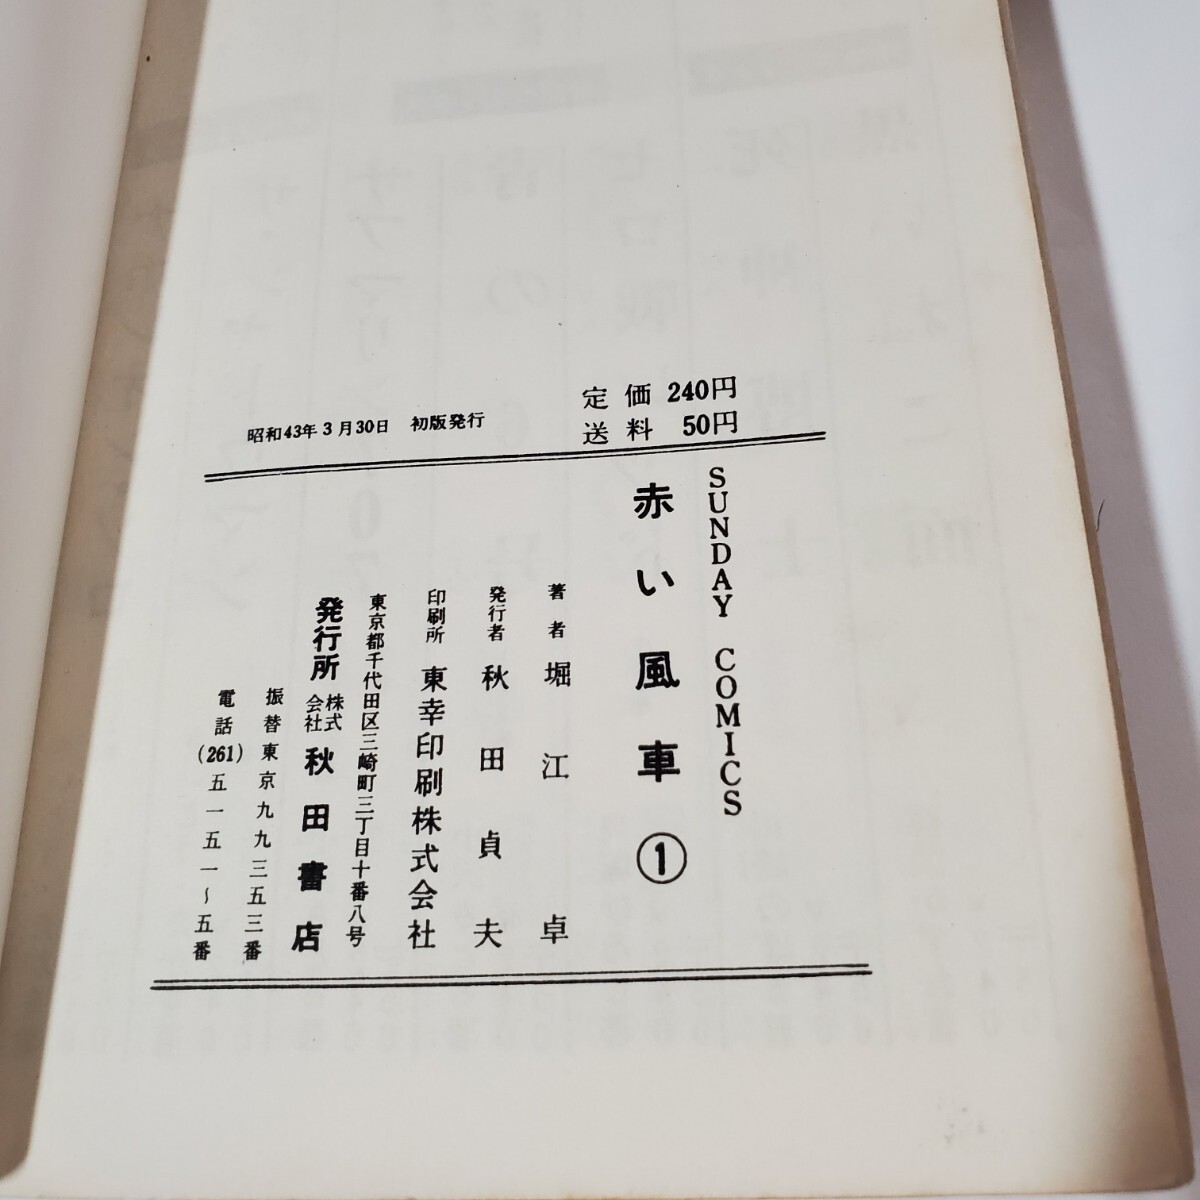 定価 240円
送料 50円
昭和43年3月30日 初版発行
SUNDAY COMICS
赤い風車①
著者 堀江卓
発行者 秋田貞夫
印刷所 東幸印刷株式会社
東京都千代田区三崎町三丁目十番八号
発行所 株式会社 秋田書店
振替東京九九三五三番
電話(261)五一五一〜五番